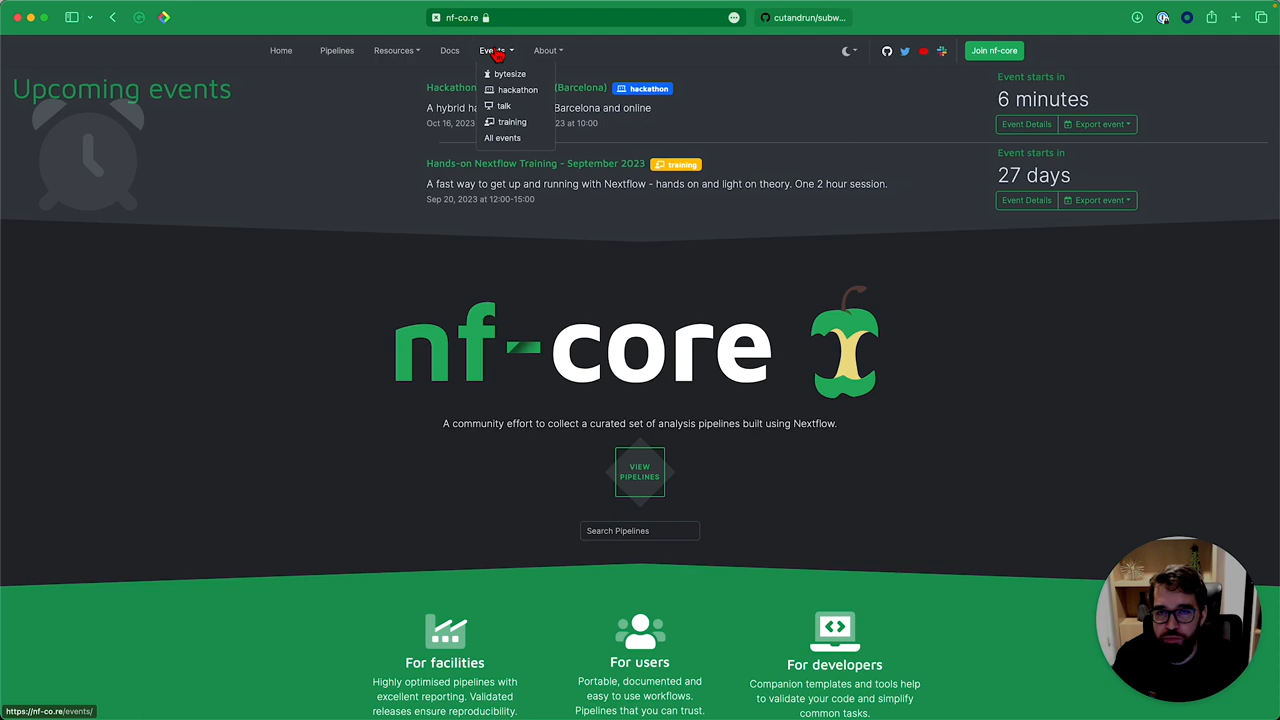 nf-co.re
cutandrun/subw...
Home
Pipelines
Resources
Docs
Events
About
Join nf-core
bytesize
hackathon
talk
training
All events
Upcoming events
Hackathon
(Barcelona)
hackathon
A hybrid ha
Barcelona and online
Oct 16, 2023
at 10:00
Event starts in
6 minutes
Event Details
Export event
Hands-on Nextflow Training - September 2023
training
A fast way to get up and running with Nextflow - hands on and light on theory. One 2 hour session.
Sep 20, 2023 at 12:00-15:00
Event starts in
27 days
Event Details
Export event
nf-core
A community effort to collect a curated set of analysis pipelines built using Nextflow.
VIEW
PIPELINES
Search Pipelines
For facilities
Highly optimised pipelines with
excellent reporting. Validated
releases ensure reproducibility.
For users
Portable, documented and
easy to use workflows.
Pipelines that you can trust.
For developers
Companion templates and tools help
to validate your code and simplify
common tasks.
https://nf-co.re/events/